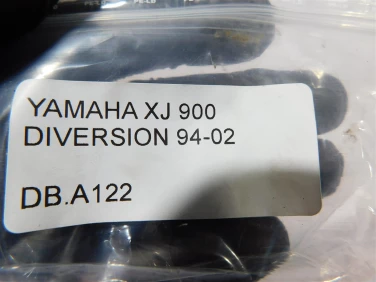 YAMAHA XJ 900
DIVERSION 94-02
DB.A122